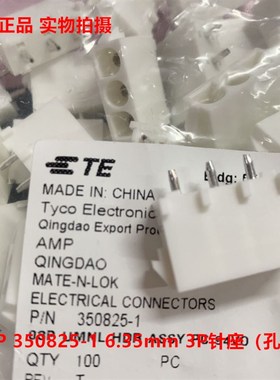 正品 实物拍摄
TE
MADE IN: CHINA
Tyco Electronic
Qingdao Export
AMP
QINGDAO
MATE-N-LOK
ELECTRICAL CONNECTORS
P/N 350825-1
350825-1 6.35mm 3P针座（孔
QTY 100 PC
REV T